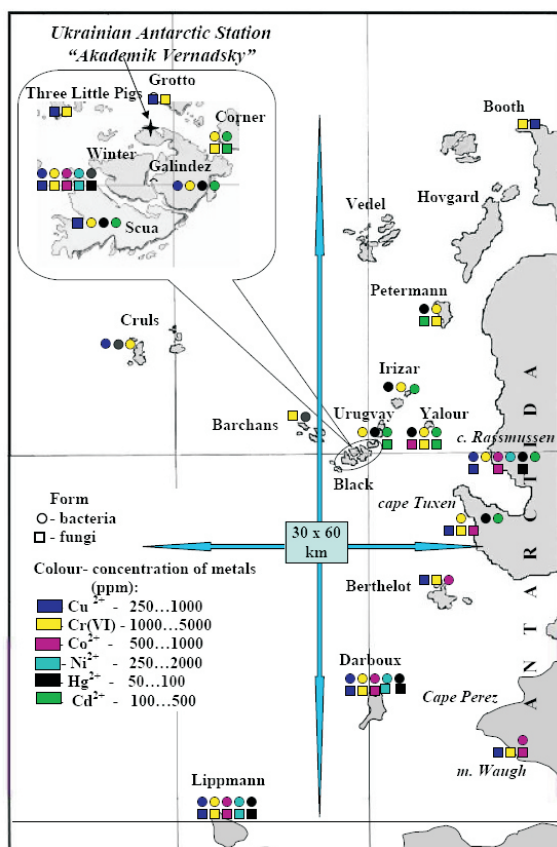 Ukrainian Antarctic Station
“Akademik Vernadsky”
Grotto
Three Little Pigs
Corner
Winter
Galindez
Scua
Booth
Hovgard
Vedel
Petermann
Cruls
Irizar
Barchans
Urugvay
Yalour
c. Rassmussen
Black
cape Tuxen
ANTARCTIDA
Form
- bacteria
- fungi
30 x 60
km
Colour- concentration of metals
(ppm):
Cu2+ - 250...1000
Cr(VI) - 1000...5000
Co2+ - 500...1000
Ni2+ - 250...2000
Hg2+ - 50...100
Cd2+ - 100...500
Berthelot
Darboux
Cape Perez
m. Waugh
Lippmann